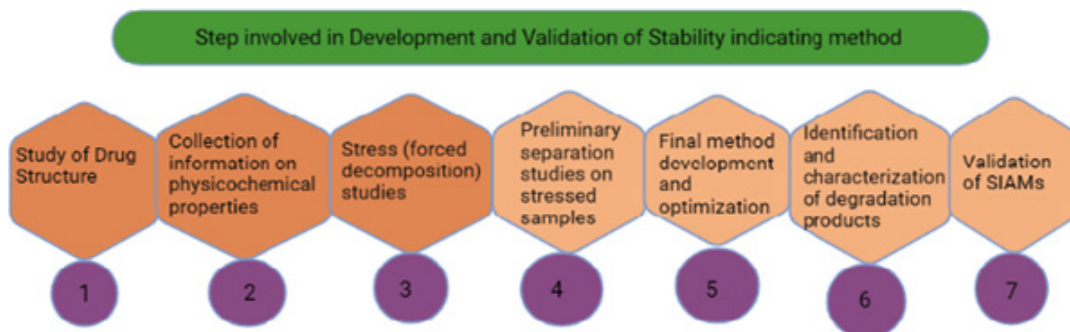 Step involved in Development and Validation of Stability indicating method
Study of Drug
Structure
Collection of
information on
physicochemical
properties
Stress (forced
decomposition)
studies
Preliminary
separation
studies on
stressed
samples
Final method
development
and
optimization
Identification
and
characterization
of degradation
products
Validation
of SIAMs
1
2
3
4
5
6
7